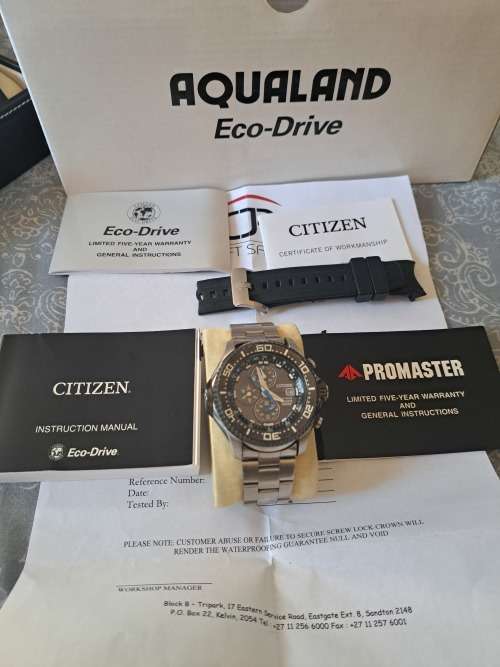 AQUALAND
Eco-Drive
Eco-Drive
LIMITED FIVE-YEAR WARRANTY
AND
GENERAL INSTRUCTIONS
CITIZEN
CERTIFICATE OF WORKMANSHIP
CITIZEN
INSTRUCTION MANUAL
Eco-Drive
60
PROMASTER
LIMITED FIVE-YEAR WARRANTY
AND
GENERAL INSTRUCTIONS
Reference Number:
Date:
Tested By:
PLEASE NOTE: CUSTOMER ABUSE OR FAILURE TO SECURE SCREW LOCK CROWN WILL
RENDER THE WATERPROOFING GUARANTEE NULL AND VOID
WORKSHOP MANAGER
Block B - Tripark, 17 Eastern Service Road, Eastgate Ext. 8, Sandton 2148
P.O. Box 22, Kelvin, 2054 Tel : +27 11 256 6000 Fax : +27 11 257 6001